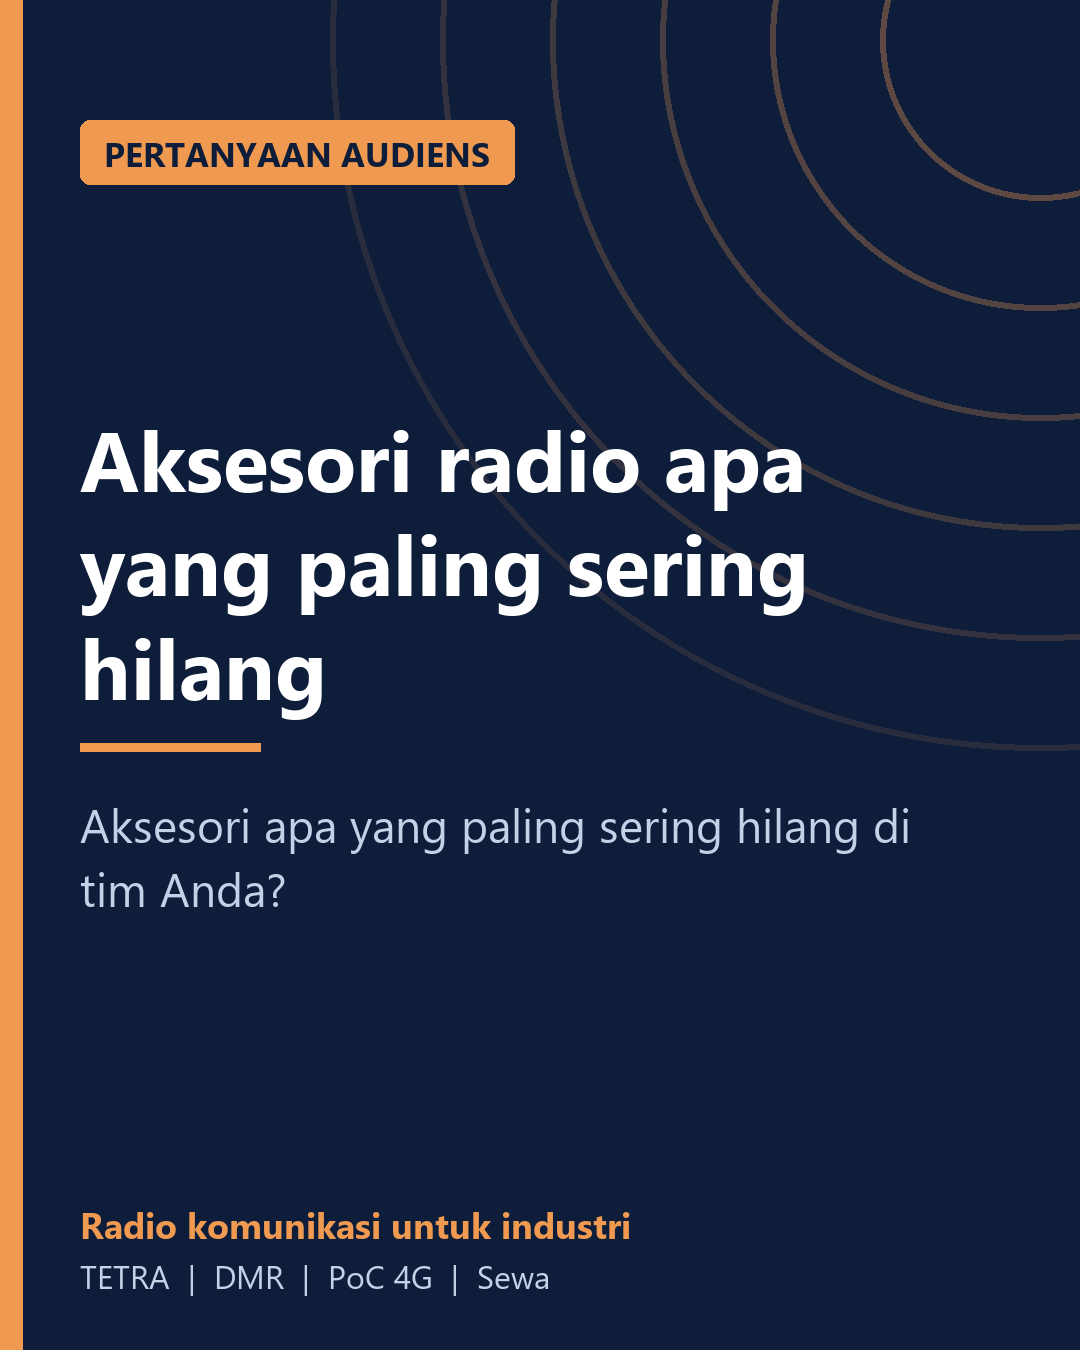 PERTANYAAN AUDIENS
Aksesori radio apa
yang paling sering
hilang
Aksesori apa yang paling sering hilang di
tim Anda?
Radio komunikasi untuk industri
TETRA | DMR | PoC 4G | Sewa